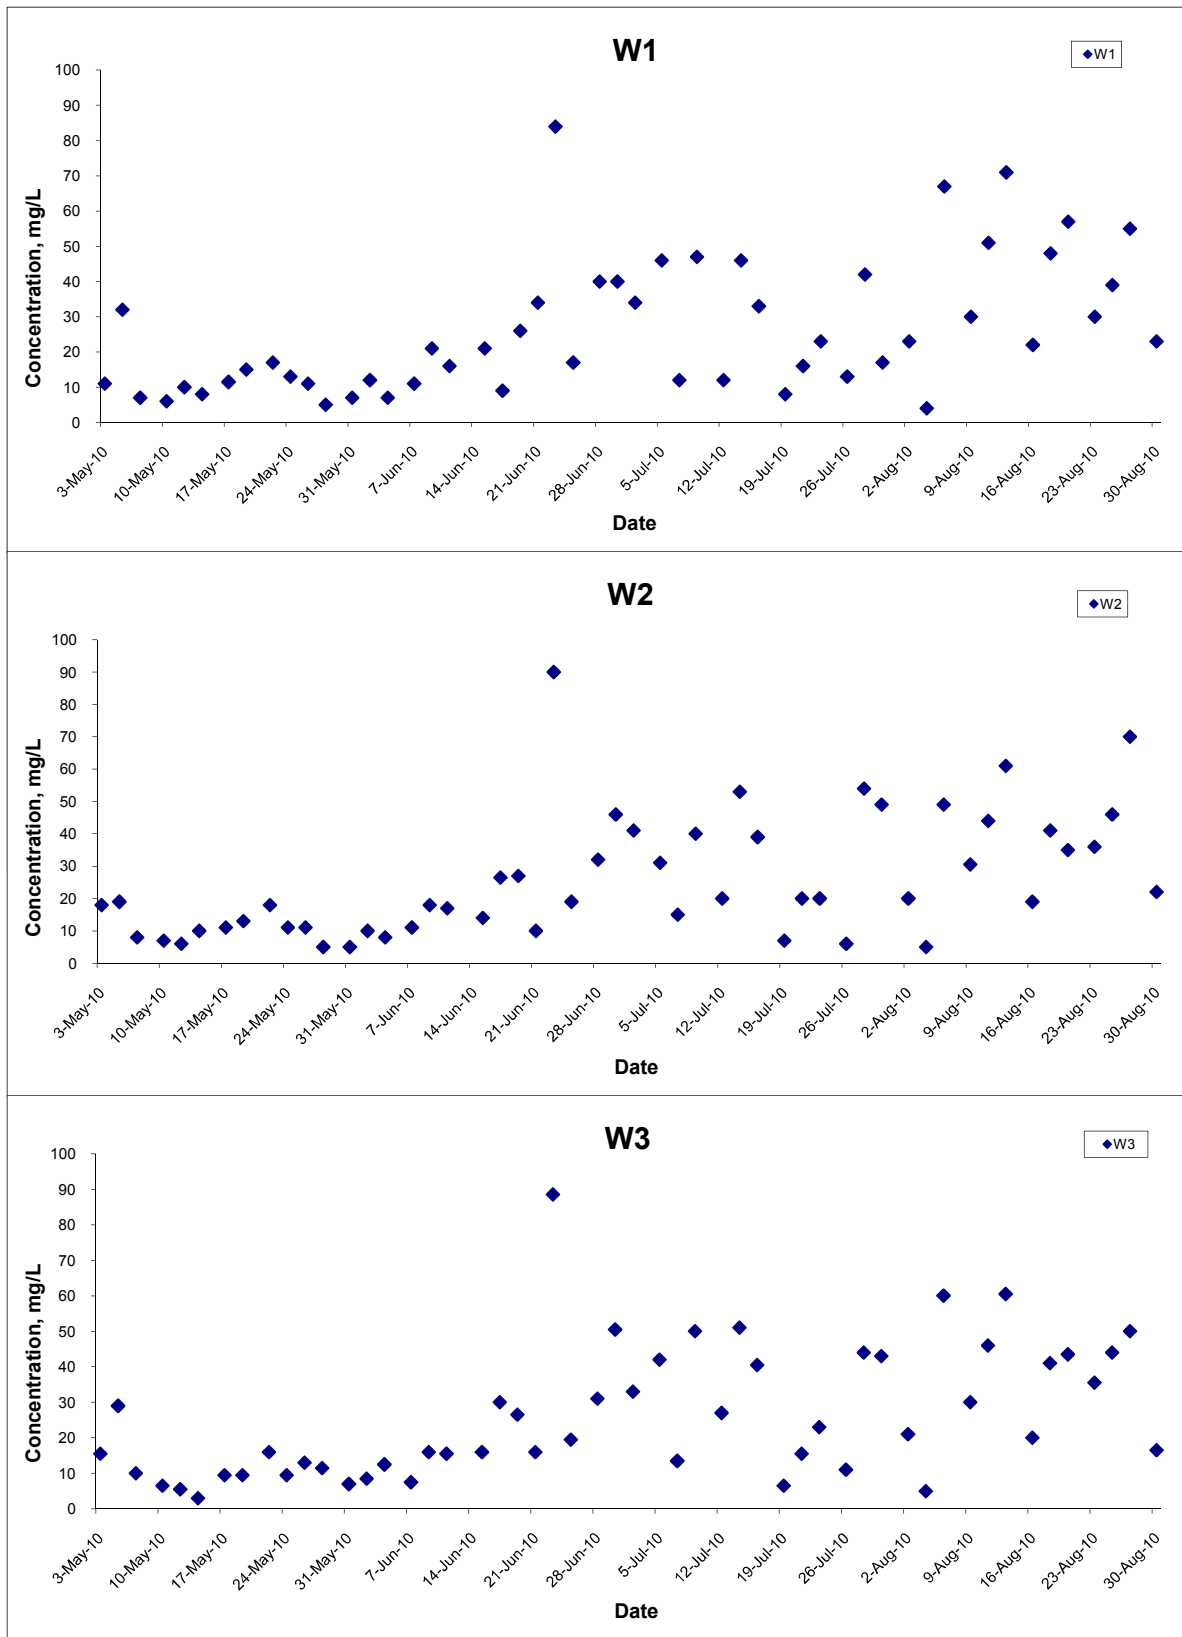 W1
W1
100
90
80
70
60
50
40
30
20
10
0
Concentration, mg/L
3-May-10
10-May-10
17-May-10
24-May-10
31-May-10
7-Jun-10
14-Jun-10
21-Jun-10
28-Jun-10
5-Jul-10
12-Jul-10
19-Jul-10
26-Jul-10
2-Aug-10
9-Aug-10
16-Aug-10
23-Aug-10
30-Aug-10
Date
W2
W2
100
90
80
70
60
50
40
30
20
10
0
Concentration, mg/L
3-May-10
10-May-10
17-May-10
24-May-10
31-May-10
7-Jun-10
14-Jun-10
21-Jun-10
28-Jun-10
5-Jul-10
12-Jul-10
19-Jul-10
26-Jul-10
2-Aug-10
9-Aug-10
16-Aug-10
23-Aug-10
30-Aug-10
Date
W3
W3
100
90
80
70
60
50
40
30
20
10
0
Concentration, mg/L
3-May-10
10-May-10
17-May-10
24-May-10
31-May-10
7-Jun-10
14-Jun-10
21-Jun-10
28-Jun-10
5-Jul-10
12-Jul-10
19-Jul-10
26-Jul-10
2-Aug-10
9-Aug-10
16-Aug-10
23-Aug-10
30-Aug-10
Date